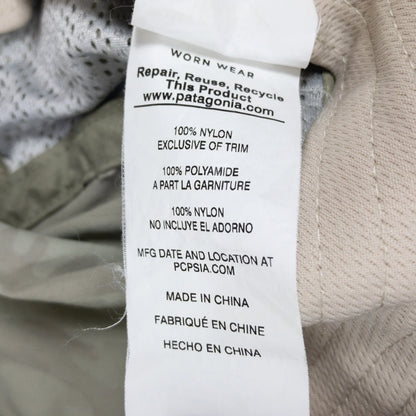 WORN WEAR
Repair, Reuse, Recycle
This Product
www.patagonia.com
100% NYLON
EXCLUSIVE OF TRIM
100% POLYAMIDE
A PART LA GARNITURE
100% NYLON
NO INCLUYE EL ADORNO
MFG DATE AND LOCATION AT
PCPSIA.COM
MADE IN CHINA
FABRIQUÉ EN CHINE
HECHO EN CHINA